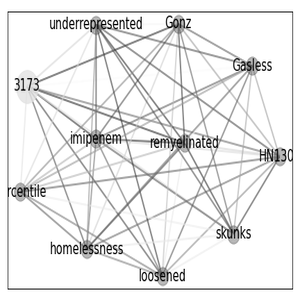 underrepresented
Gonz
Gasless
3173
imipenem
remyelinated
HN130
rcentile
skunks
homelessness
loosened